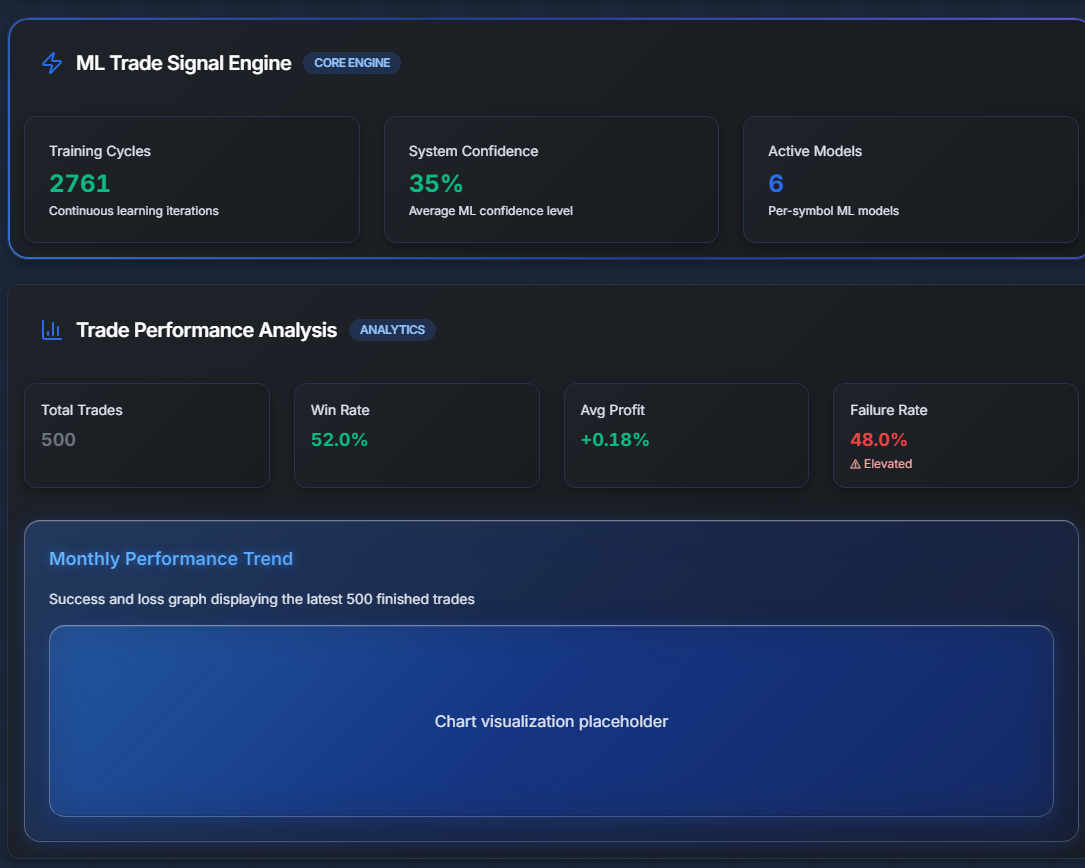 ML Trade Signal Engine CORE ENGINE
Training Cycles
2761
Continuous learning iterations
System Confidence
35%
Average ML confidence level
Active Models
6
Per-symbol ML models
Trade Performance Analysis ANALYTICS
Total Trades
500
Win Rate
52.0%
Avg Profit
+0.18%
Failure Rate
48.0%
⚠ Elevated
Monthly Performance Trend
Success and loss graph displaying the latest 500 finished trades
Chart visualization placeholder